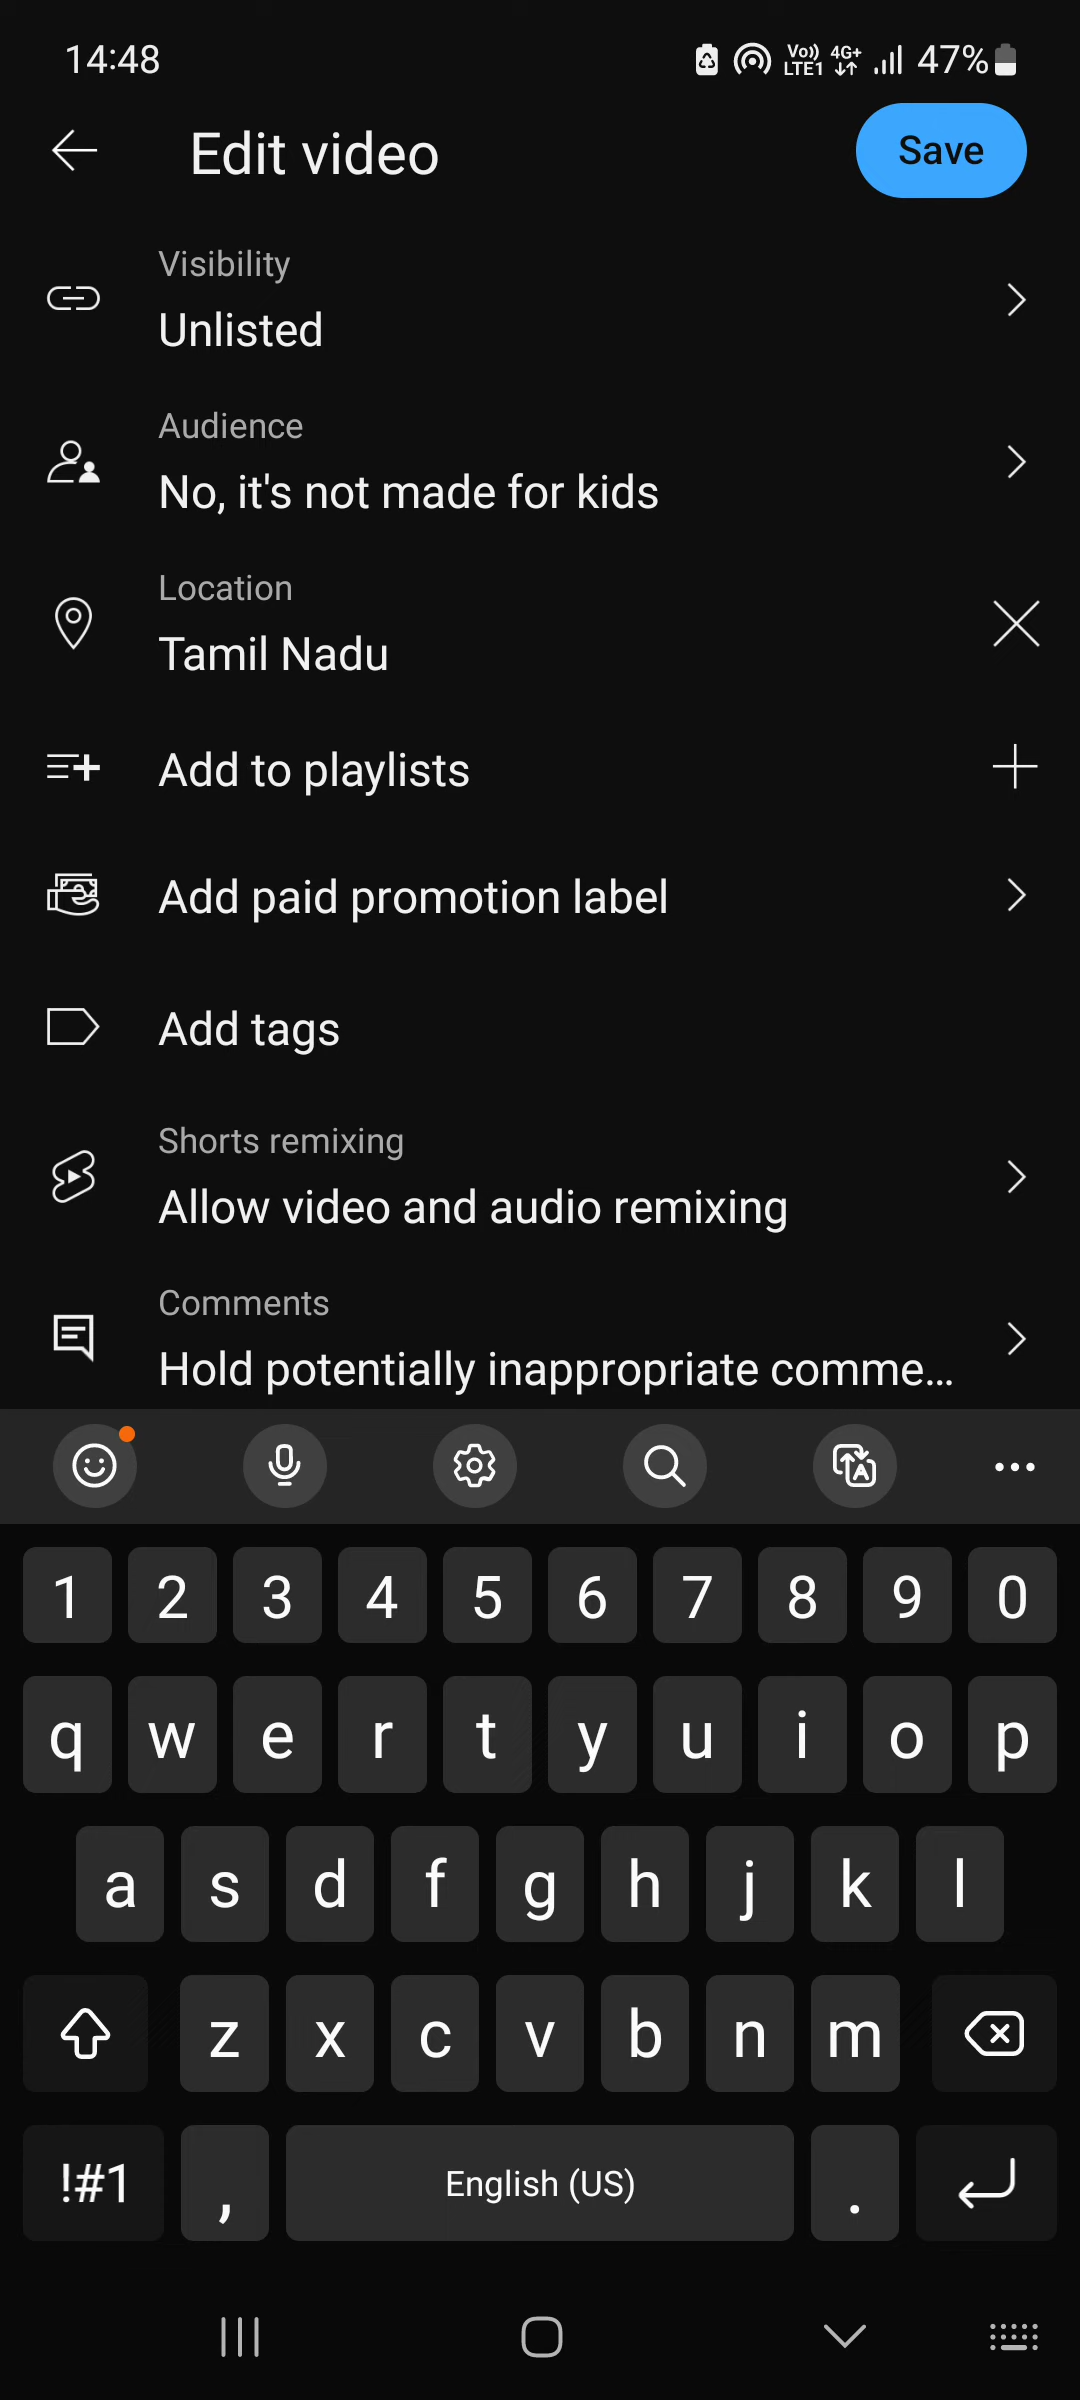 14:48
Vo)) LTE1 4G+ 47%
Edit video
Save
Visibility
Unlisted
Audience
No, it's not made for kids
Location
Tamil Nadu
Add to playlists
Add paid promotion label
Add tags
Shorts remixing
Allow video and audio remixing
Comments
Hold potentially inappropriate comme...
1 2 3 4 5 6 7 8 9 0
q w e r t y u i o p
a s d f g h j k l
z x c v b n m
!#1 , English (US) .